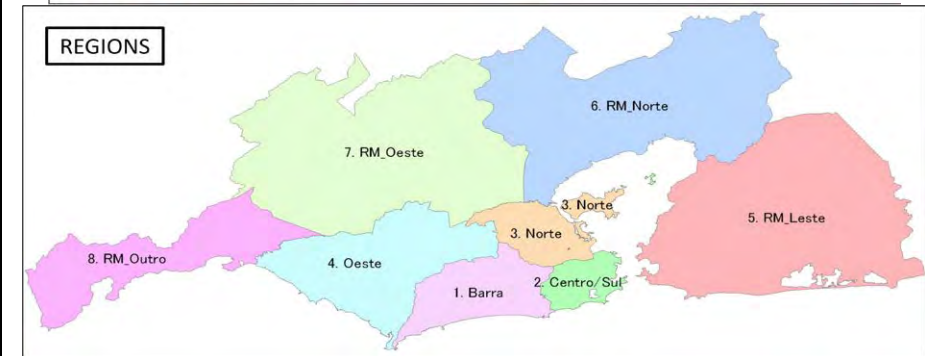 REGIONS
6. RM_Norte
7. RM_Oeste
3. Norte
5. RM_Leste
3. Norte
4. Oeste
8. RM_Outro
2. Centro/Sul
1. Barra